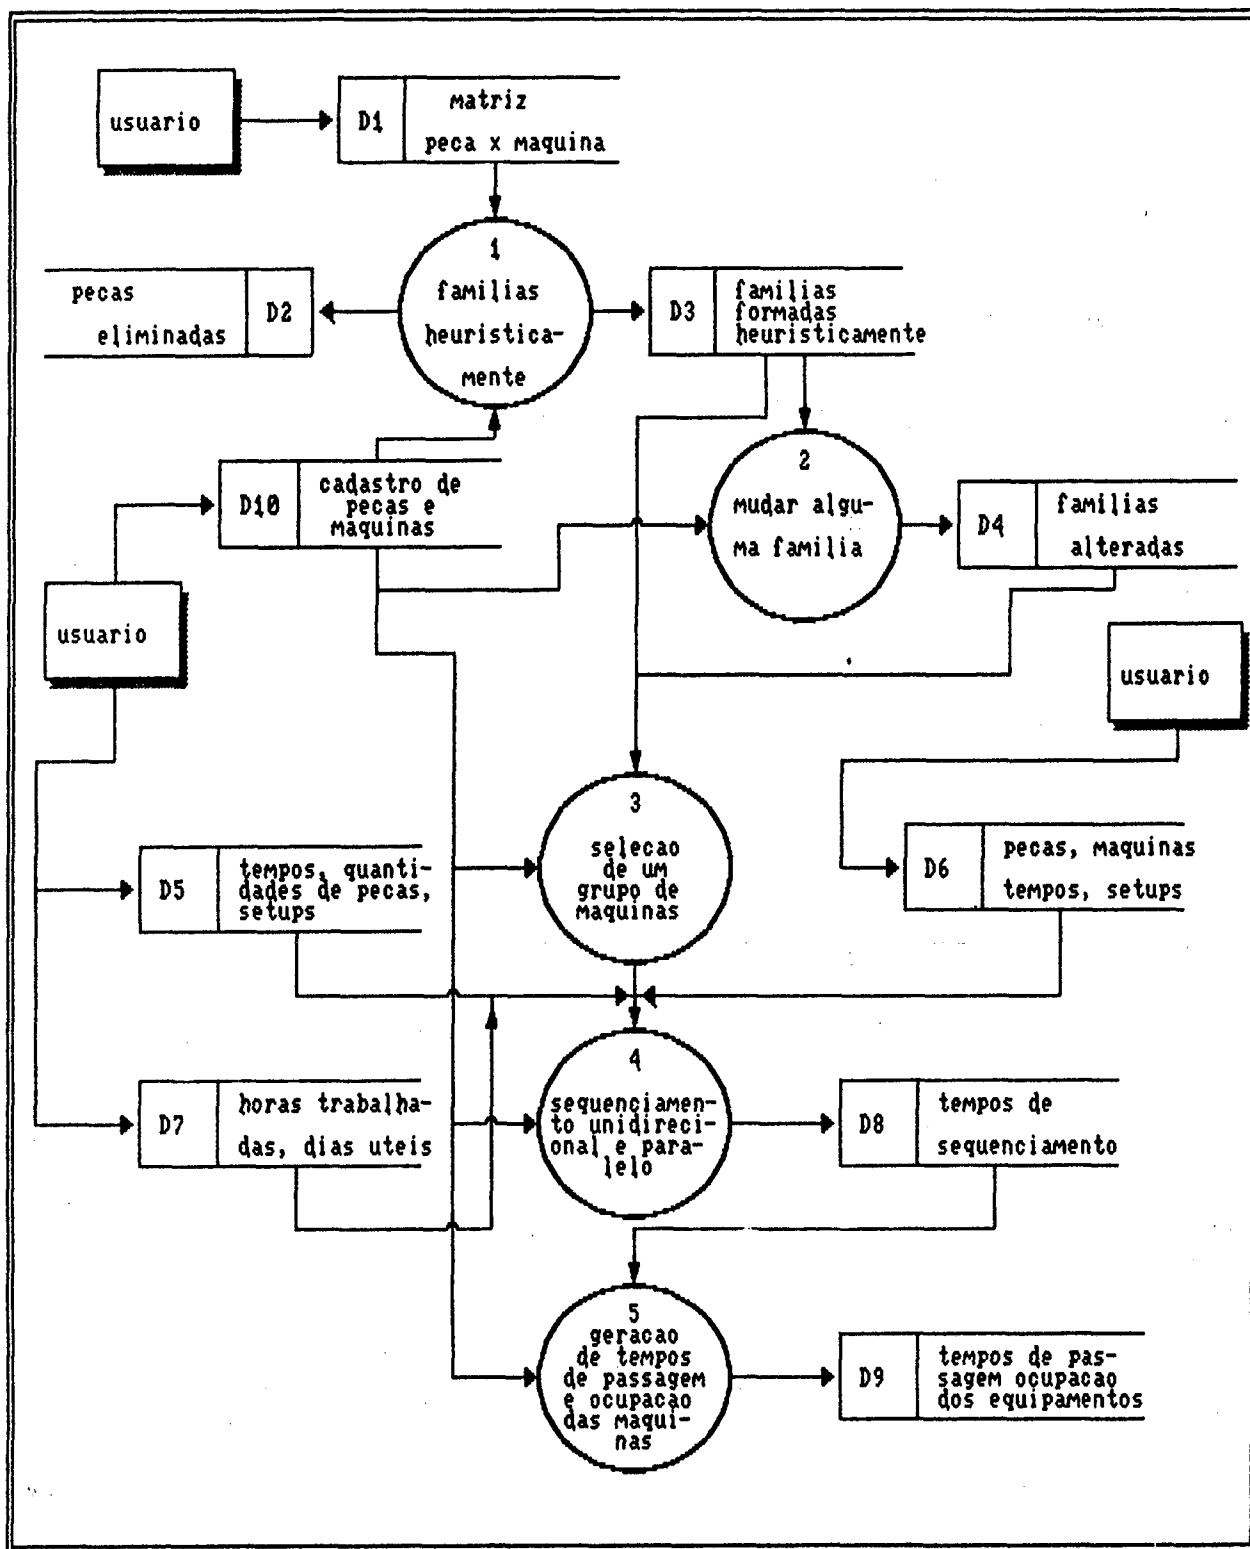 usuario
D1
matriz
peca x maquina
1
familias
heuristica-
mente
pecas
eliminadas
D2
D3
familias
formadas
heuristicamente
2
mudar algu-
ma familia
D10
cadastro de
pecas e
maquinas
D4
familias
alteradas
usuario
usuario
3
selecao
de um
grupo de
maquinas
D5
tempos, quanti-
dades de pecas,
setups
D6
pecas, maquinas
tempos, setups
4
sequenciamen-
to unidireci-
onal e para-
lelo
D7
horas trabalha-
das, dias uteis
D8
tempos de
sequenciamento
5
geracao
de tempos
de passagem
e ocupacao
das maqui-
nas
D9
tempos de pas-
sagem ocupacao
dos equipamentos